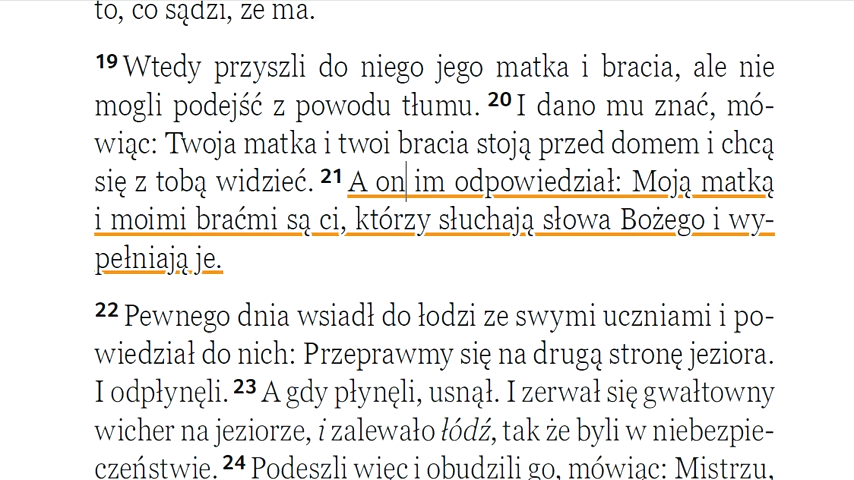 to, co sądzi, że ma.
19 Wtedy przyszli do niego jego matka i bracia, ale nie
mogli podejść z powodu tłumu. 20 I dano mu znać, mó-
wiąc: Twoja matka i twoi bracia stoją przed domem i chcą
się z tobą widzieć. 21 A on im odpowiedział: Moją matką
i moimi braćmi są ci, którzy słuchają słowa Bożego i wy-
pełniają je.
22 Pewnego dnia wsiadł do łodzi ze swymi uczniami i po-
wiedział do nich: Przeprawmy się na drugą stronę jeziora.
I odpłynęli. 23 A gdy płynęli, usnął. I zerwał się gwałtowny
wicher na jeziorze, i zalewało łódź, tak że byli w niebezpie-
czeństwie. 24 Podeszli więc i obudzili go, mówiąc: Mistrzu,